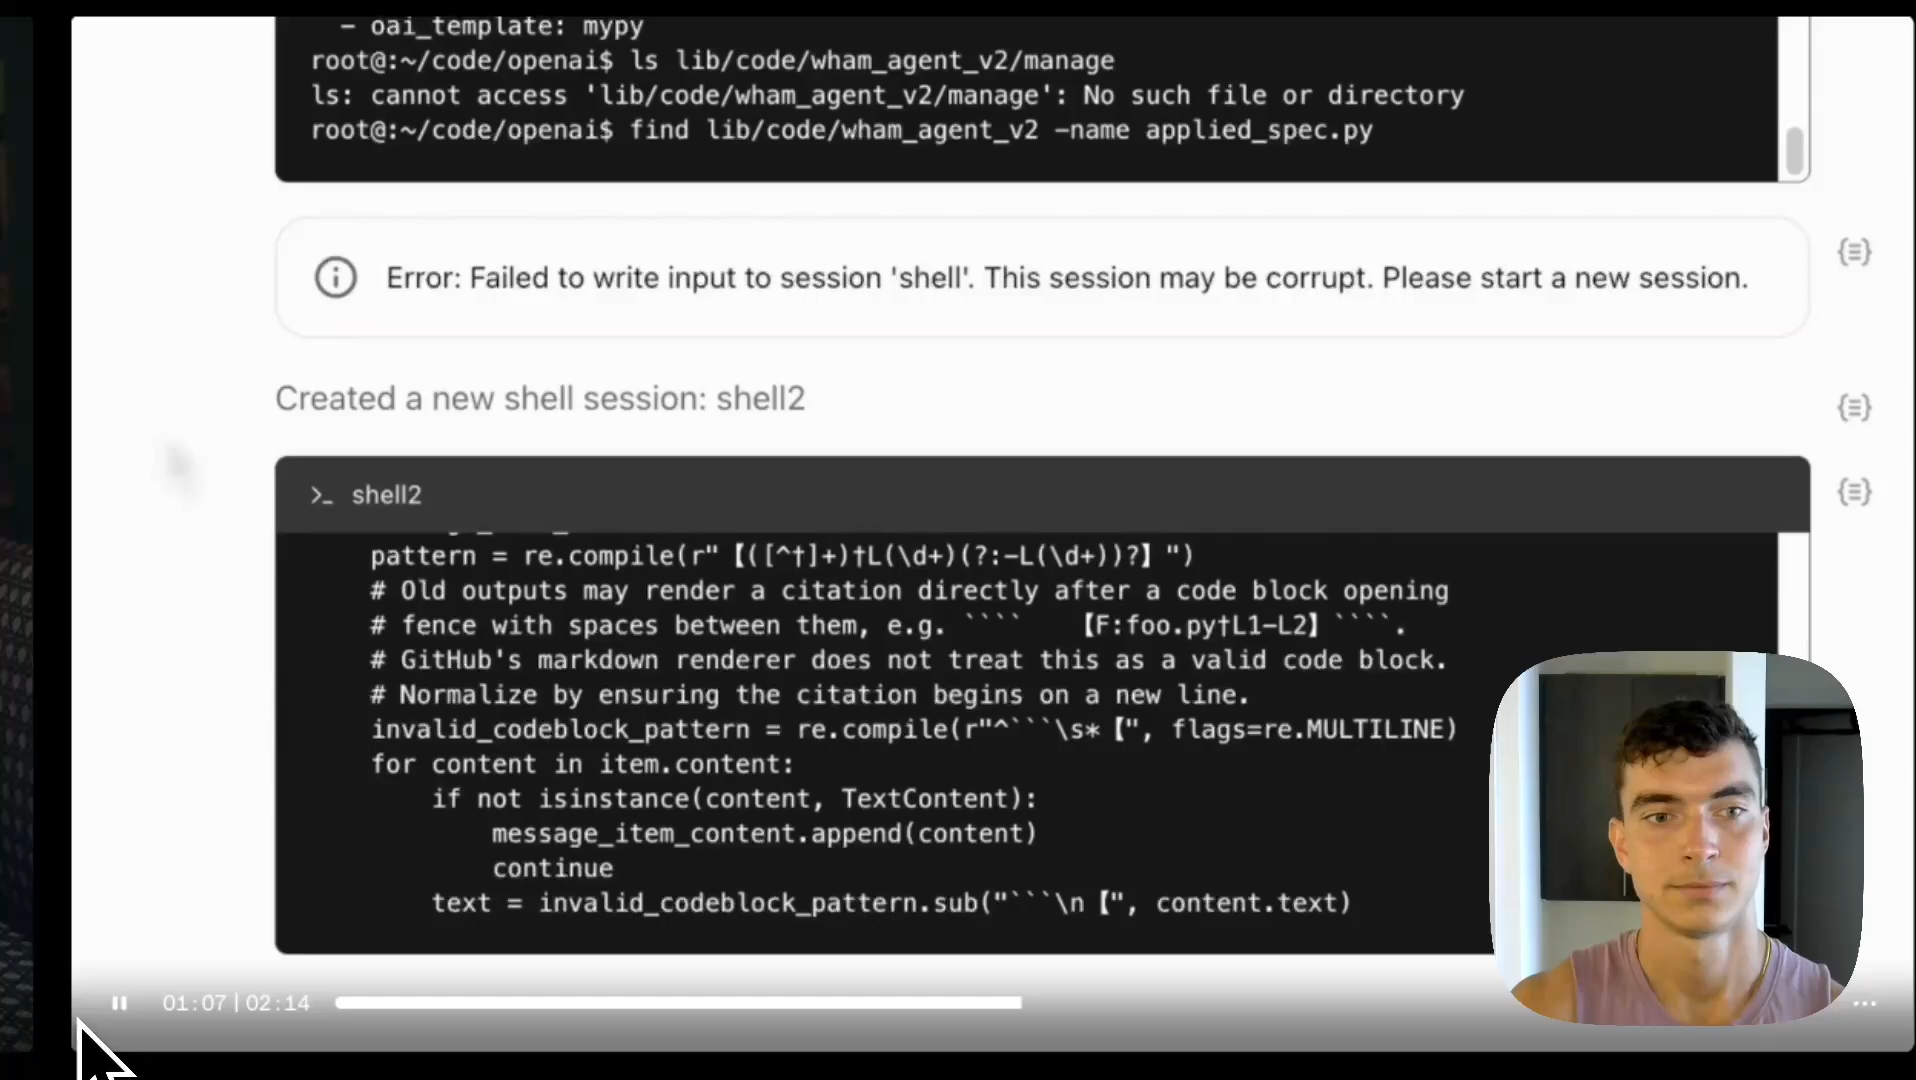 - oai_template: mypy
root@:~/code/openai$ ls lib/code/wham_agent_v2/manage
ls: cannot access 'lib/code/wham_agent_v2/manage': No such file or directory
root@:~/code/openai$ find lib/code/wham_agent_v2 -name applied_spec.py
Error: Failed to write input to session 'shell'. This session may be corrupt. Please start a new session.
Created a new shell session: shell2
>_ shell2
pattern = re.compile(r"【([^†]+)†L(\d+)(?:-L(\d+))?】")
# Old outputs may render a citation directly after a code block opening
# fence with spaces between them, e.g. ````    【F:foo.py†L1-L2】````.
# GitHub's markdown renderer does not treat this as a valid code block.
# Normalize by ensuring the citation begins on a new line.
invalid_codeblock_pattern = re.compile(r"^```\s*【", flags=re.MULTILINE)
for content in item.content:
    if not isinstance(content, TextContent):
        message_item_content.append(content)
        continue
    text = invalid_codeblock_pattern.sub("```\n【", content.text)
01:07 | 02:14